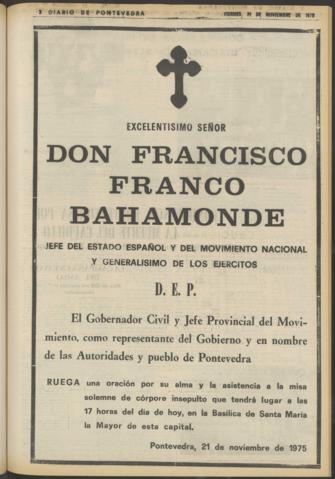 2 DIARIO DE PONTEVEDRA
VIERNES, 21 DE NOVIEMBRE DE 1975
EXCELENTISIMO SEÑOR
DON FRANCISCO
FRANCO
BAHAMONDE
JEFE DEL ESTADO ESPAÑOL Y DEL MOVIMIENTO NACIONAL
Y GENERALISIMO DE LOS EJERCITOS
D. E. P.
El Gobernador Civil y Jefe Provincial del Movi-
miento, como representante del Gobierno y en nombre
de las Autoridades y pueblo de Pontevedra
RUEGA una oración por su alma y la asistencia a la misa
solemne de córpore insepulto que tendrá lugar a las
17 horas del día de hoy, en la Basílica de Santa María
la Mayor de esta capital.
Pontevedra, 21 de noviembre de 1975